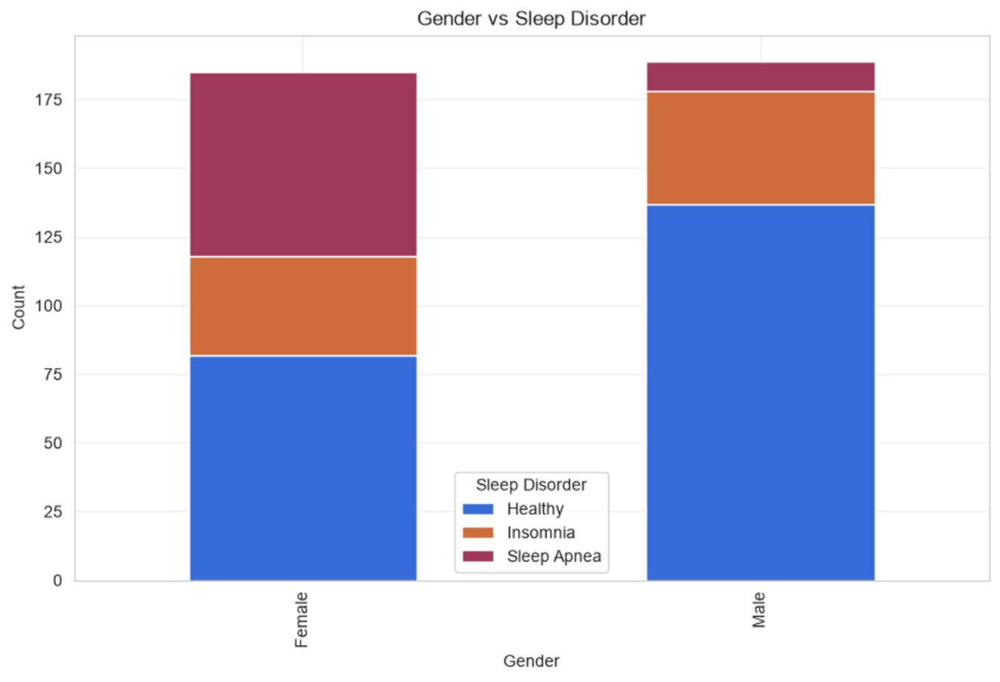 Gender vs Sleep Disorder
Count
175
150
125
100
75
50
25
0
Sleep Disorder
Healthy
Insomnia
Sleep Apnea
Female
Male
Gender